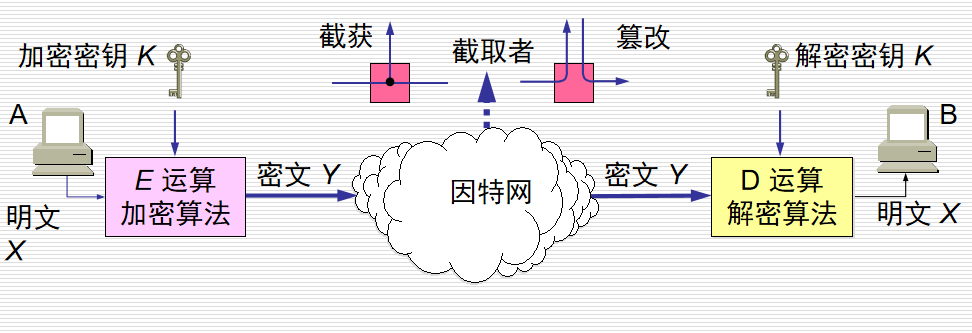 截获
截取者
篡改
加密密钥 K
解密密钥 K
A
B
E 运算
加密算法
密文 Y
因特网
密文 Y
D 运算
解密算法
明文
X
明文 X